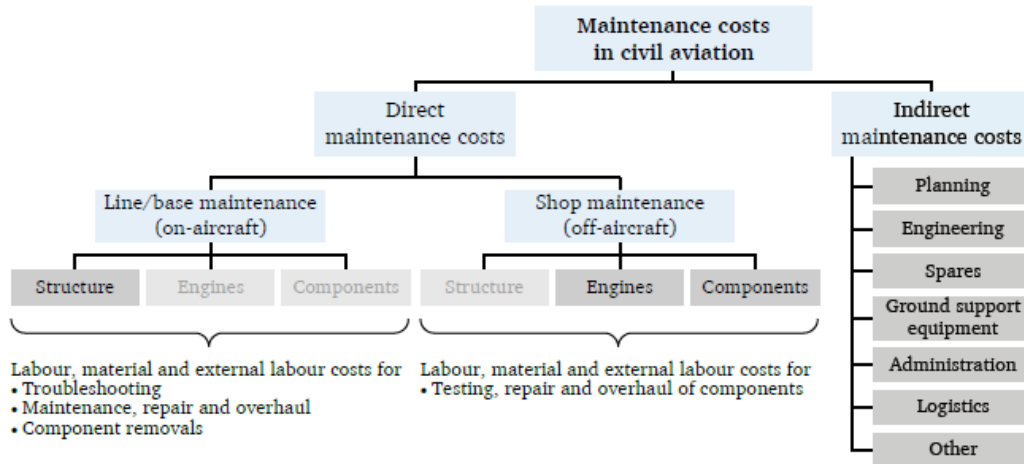 Maintenance costs
in civil aviation
Direct
maintenance costs
Indirect
maintenance costs
Line/base maintenance
(on-aircraft)
Shop maintenance
(off-aircraft)
Structure
Engines
Components
Structure
Engines
Components
Labour, material and external labour costs for
• Troubleshooting
• Maintenance, repair and overhaul
• Component removals
Labour, material and external labour costs for
• Testing, repair and overhaul of components
Planning
Engineering
Spares
Ground support
equipment
Administration
Logistics
Other